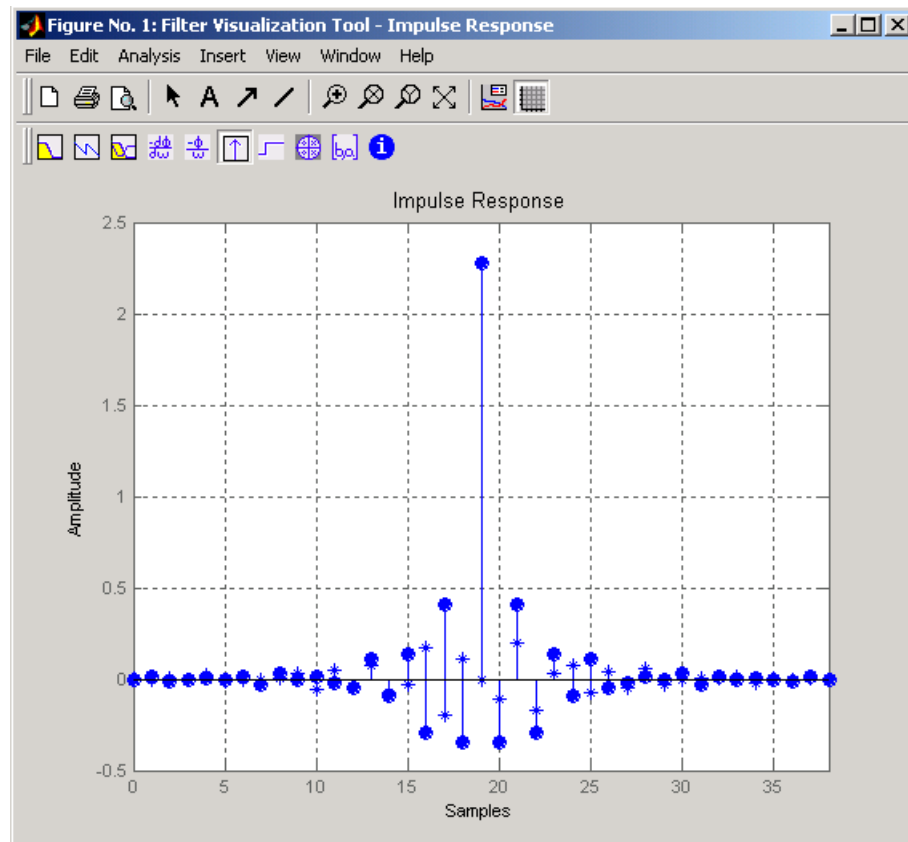 Figure No. 1: Filter Visualization Tool - Impulse Response
File Edit Analysis Insert View Window Help
A
[b,a] i
Impulse Response
2.5
2
1.5
1
0.5
0
-0.5
Amplitude
0 5 10 15 20 25 30 35
Samples